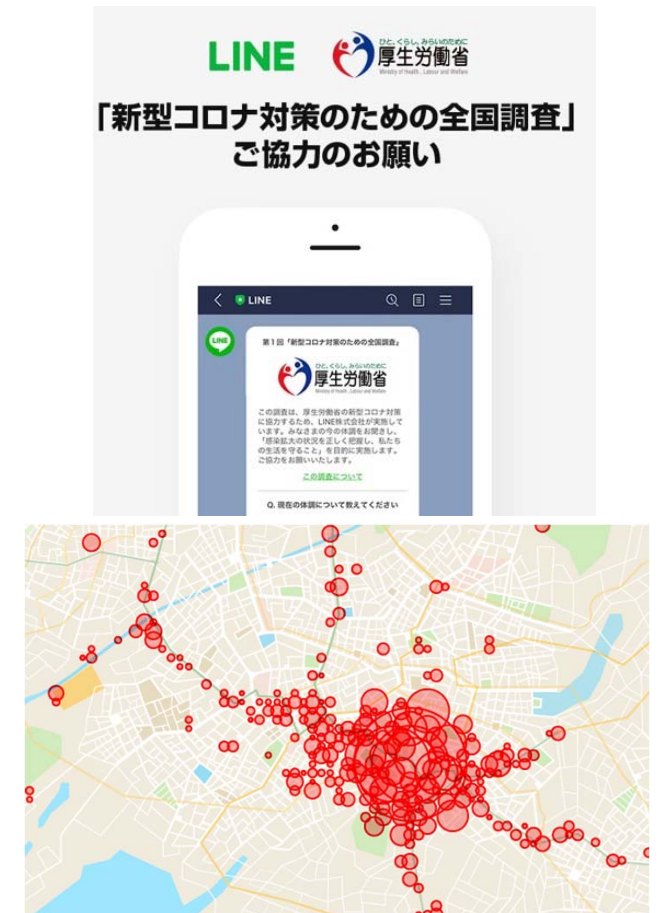 LINE
ひと、くらし、みらいのために
厚生労働省
Ministry of Health, Labour and Welfare
「新型コロナ対策のための全国調査」
ご協力のお願い
LINE
LINE
第1回「新型コロナ対策のための全国調査」
ひと、くらし、みらいのために
厚生労働省
Ministry of Health, Labour and Welfare
この調査は、厚生労働省の新型コロナ対策
に協力するため、LINE株式会社が実施して
います。みなさまの今の体調をお聞きし、
「感染拡大の状況を正しく把握し、私たち
の生活を守ること」を目的に実施します。
ご協力をお願いいたします。
この調査について
Q. 現在の体調について教えてください